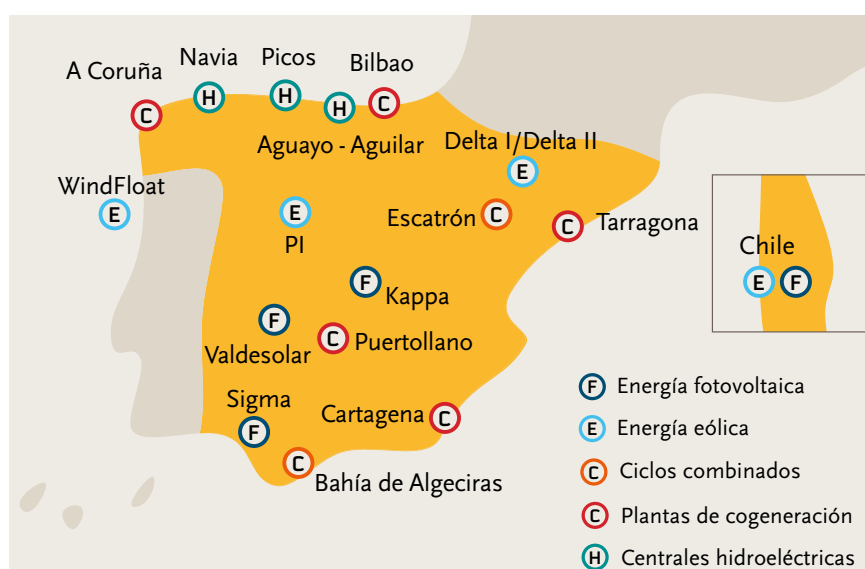 A Coruña
Navia
Picos
Bilbao
C
H
H
H
C
Aguayo - Aguilar
Delta I/Delta II
E
WindFloat
E
E
PI
Escatrón
C
C
Tarragona
Chile
E
F
F
Kappa
F
Valdesolar
C
Puertollano
Sigma
F
Cartagena
C
C
Bahía de Algeciras
F Energía fotovoltaica
E Energía eólica
C Ciclos combinados
C Plantas de cogeneración
H Centrales hidroeléctricas